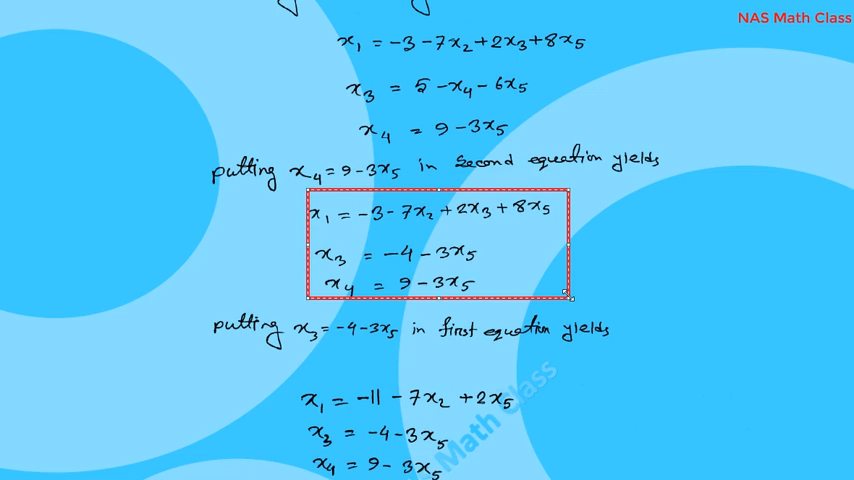 NAS Math Class
x₁ = -3 - 7x₂ + 2x₃ + 8x₅
x₃ = 5 - x₄ - 6x₅
x₄ = 9 - 3x₅
putting x₄ = 9 - 3x₅ in second equation yields
x₁ = -3 - 7x₂ + 2x₃ + 8x₅
x₃ = -4 - 3x₅
x₄ = 9 - 3x₅
putting x₃ = -4 - 3x₅ in first equation yields
x₁ = -11 - 7x₂ + 2x₅
x₃ = -4 - 3x₅
x₄ = 9 - 3x₅
Math Class